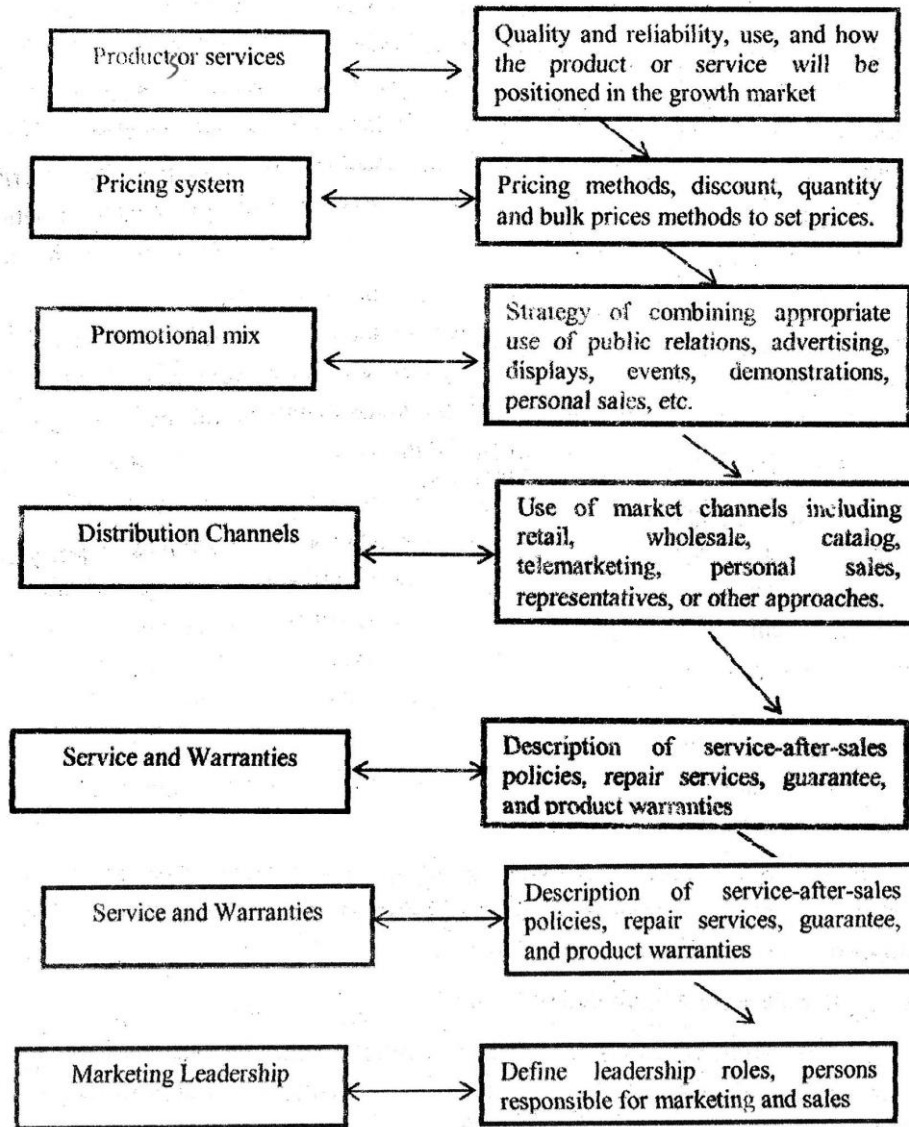 Products or services
Quality and reliability, use, and how
the product or service will be
positioned in the growth market
Pricing system
Pricing methods, discount, quantity
and bulk prices methods to set prices.
Promotional mix
Strategy of combining appropriate
use of public relations, advertising,
displays, events, demonstrations,
personal sales, etc.
Distribution Channels
Use of market channels including
retail, wholesale, catalog,
telemarketing, personal sales,
representatives, or other approaches.
Service and Warranties
Description of service-after-sales
policies, repair services, guarantee,
and product warranties
Service and Warranties
Description of service-after-sales
policies, repair services, guarantee,
and product warranties
Marketing Leadership
Define leadership roles, persons
responsible for marketing and sales